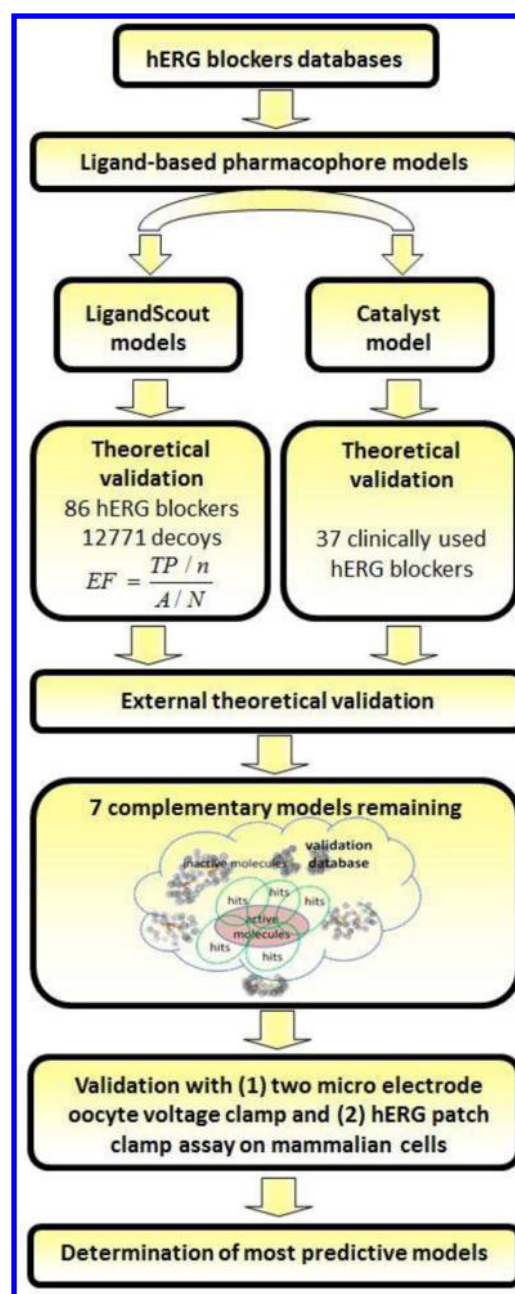 hERG blockers databases
Ligand-based pharmacophore models
LigandScout
models
Catalyst
model
Theoretical
validation
86 hERG blockers
12771 decoys
EF = TP / n
A / N
Theoretical
validation
37 clinically used
hERG blockers
External theoretical validation
7 complementary models remaining
inactive molecules
validation
database
hits
hits
hits
hits
active
molecules
hits
hits
Validation with (1) two micro electrode
oocyte voltage clamp and (2) hERG patch
clamp assay on mammalian cells
Determination of most predictive models